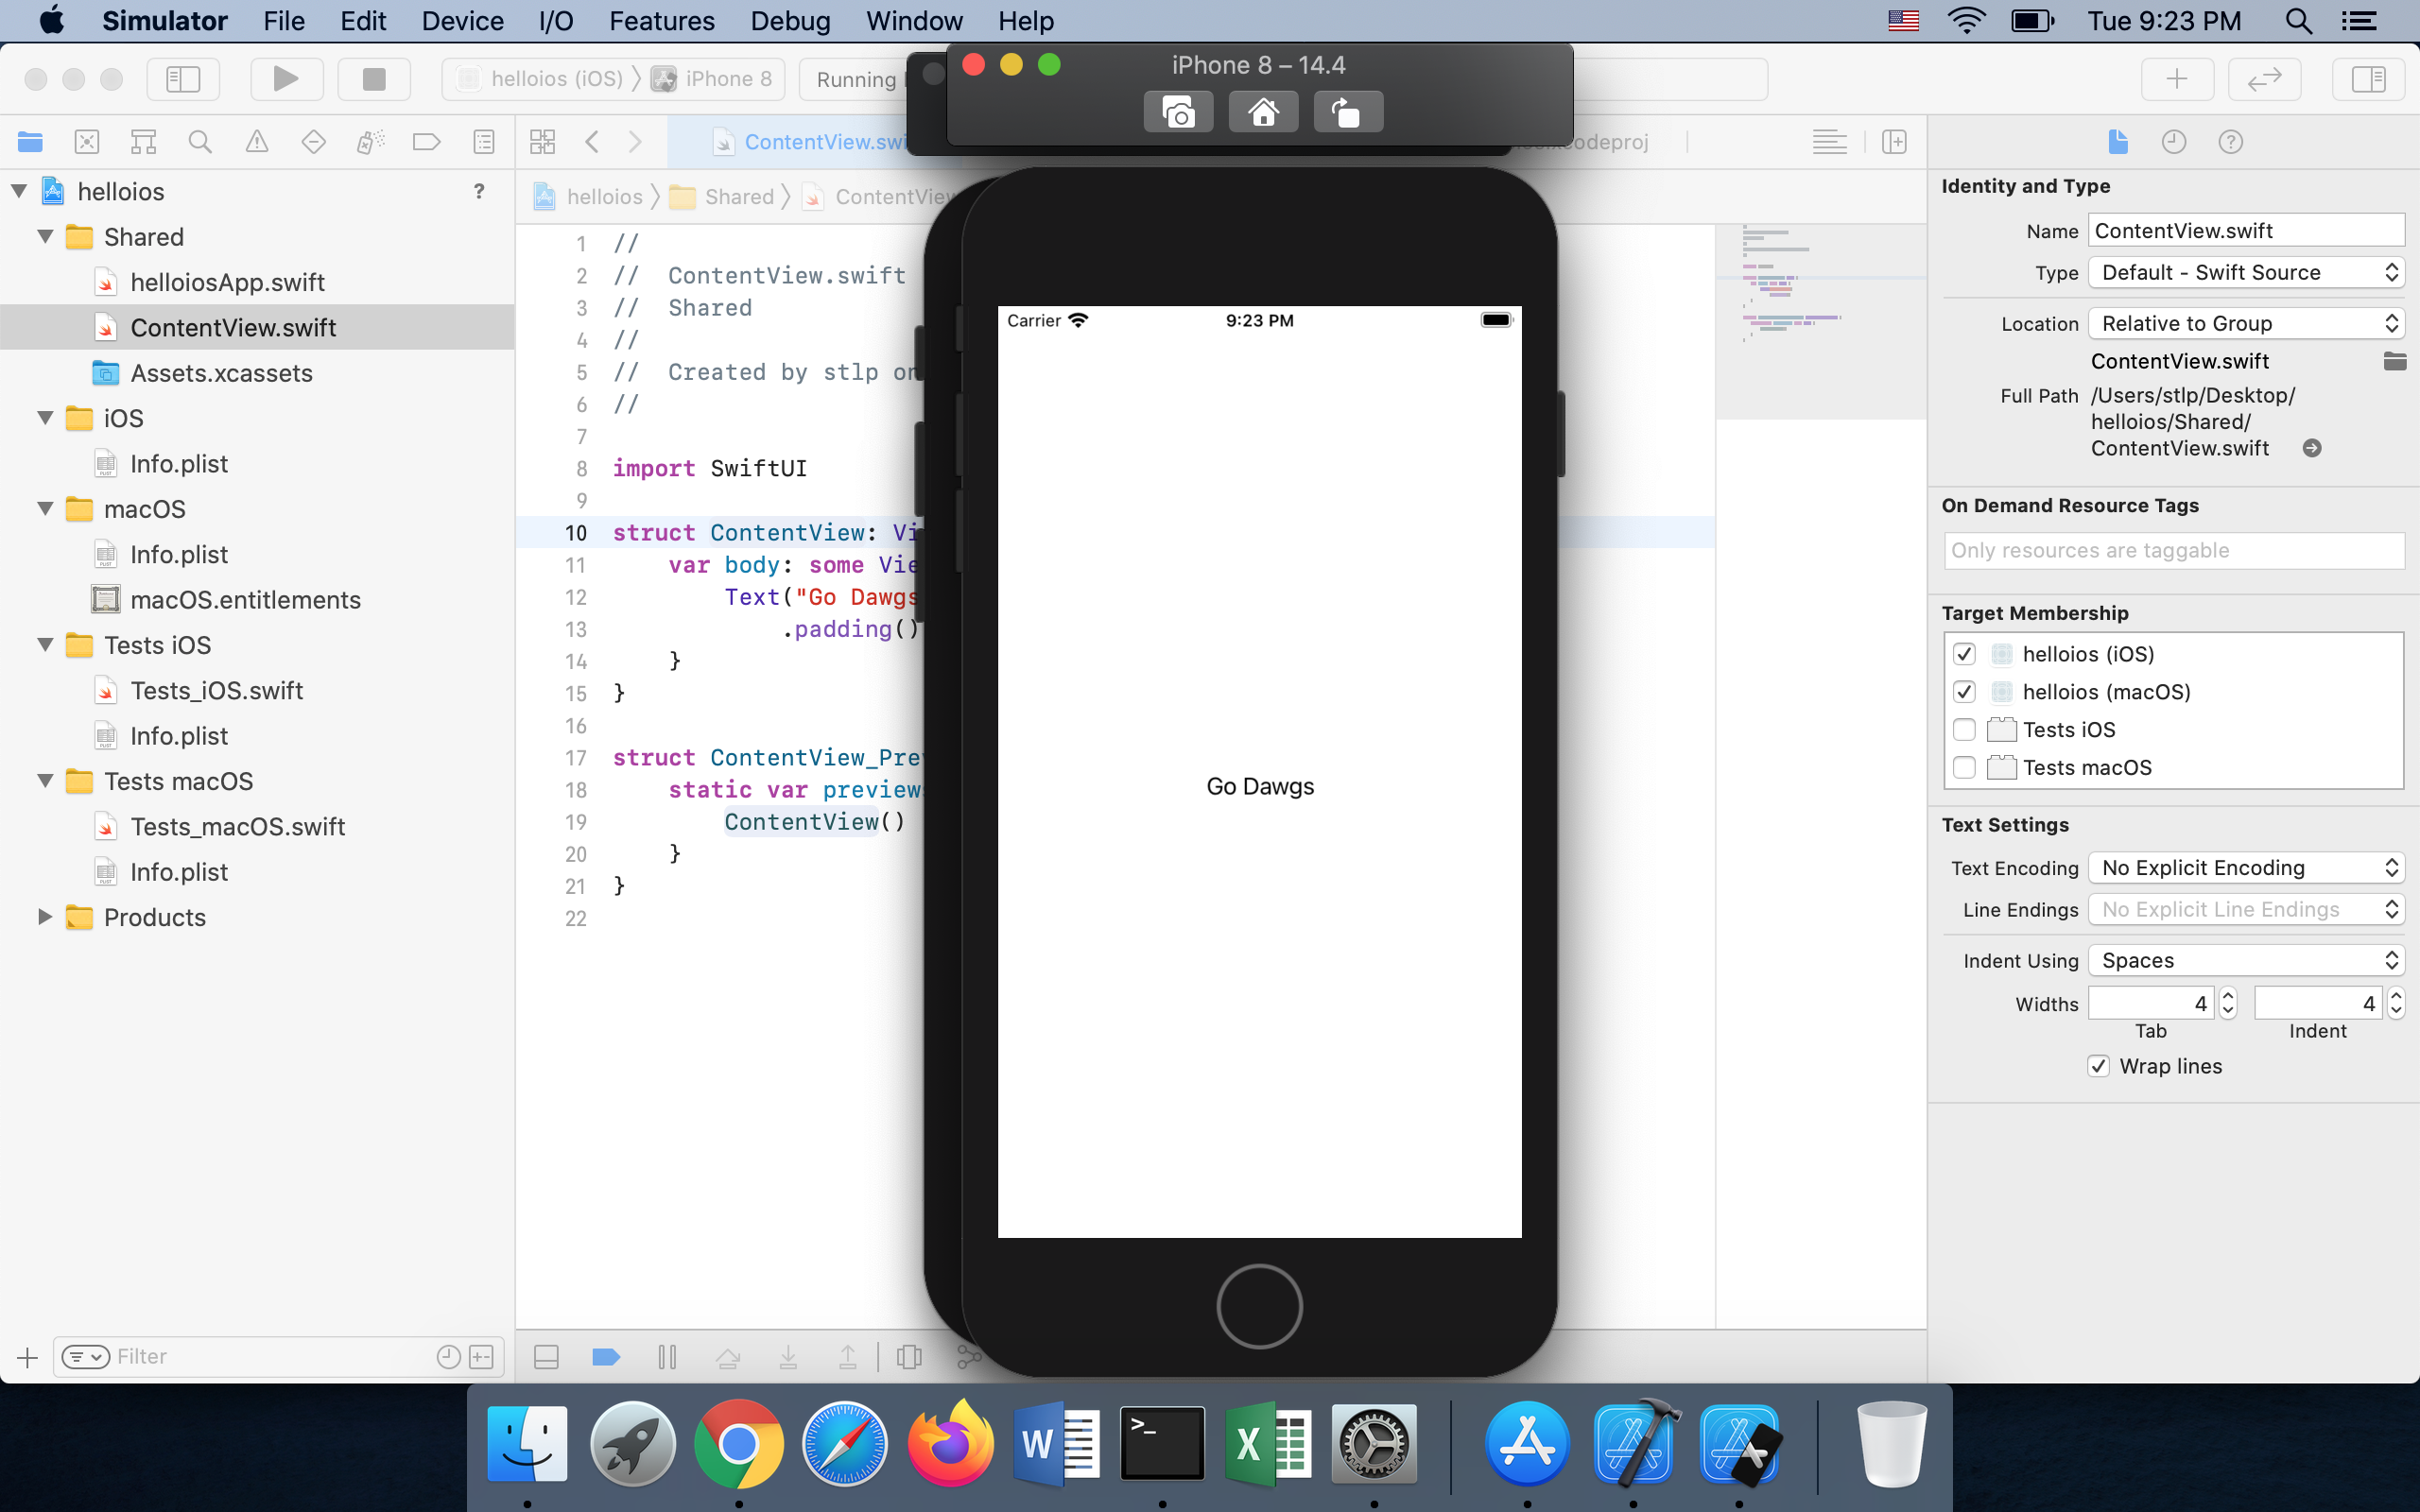 Simulator File Edit Device I/O Features Debug Window Help Tue 9:23 PM
helloios (iOS) iPhone 8 Running
iPhone 8 – 14.4
ContentView.swi
codeproj
helloios ?
Shared
helloiosApp.swift
ContentView.swift
Assets.xcassets
iOS
Info.plist
macOS
Info.plist
macOS.entitlements
Tests iOS
Tests_iOS.swift
Info.plist
Tests macOS
Tests_macOS.swift
Info.plist
Products
Filter
helloios Shared ContentView
1 //
2 //  ContentView.swift
3 //  Shared
4 //
5 //  Created by stlp on
6 //
7
8 import SwiftUI
9
10 struct ContentView: Vi
11 var body: some Vie
12 Text("Go Dawgs
13 .padding()
14 }
15 }
16
17 struct ContentView_Prev
18 static var previews
19 ContentView()
20 }
21 }
22
Carrier 9:23 PM
Go Dawgs
Identity and Type
Name ContentView.swift
Type Default - Swift Source
Location Relative to Group
ContentView.swift
Full Path /Users/stlp/Desktop/
helloios/Shared/
ContentView.swift
On Demand Resource Tags
Only resources are taggable
Target Membership
helloios (iOS)
helloios (macOS)
Tests iOS
Tests macOS
Text Settings
Text Encoding No Explicit Encoding
Line Endings No Explicit Line Endings
Indent Using Spaces
Widths 4 4
Tab Indent
Wrap lines
W >_ X